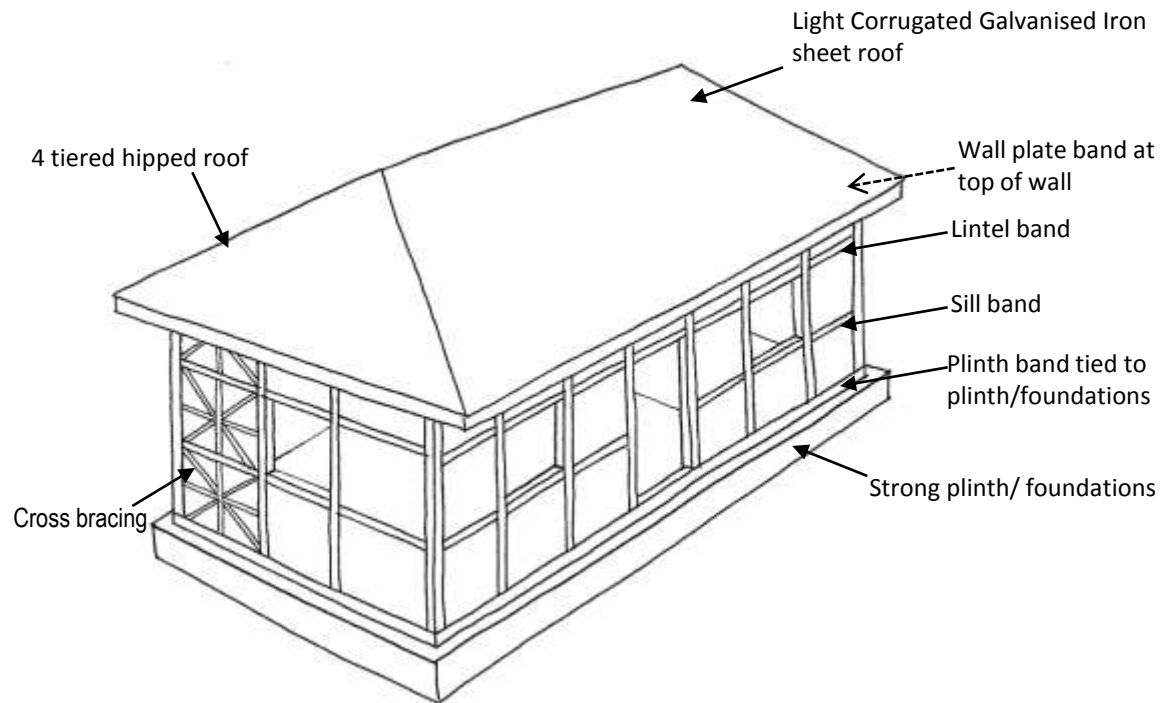 Light Corrugated Galvanised Iron
sheet roof
4 tiered hipped roof
Wall plate band at
top of wall
Lintel band
Sill band
Plinth band tied to
plinth/foundations
Strong plinth/ foundations
Cross bracing